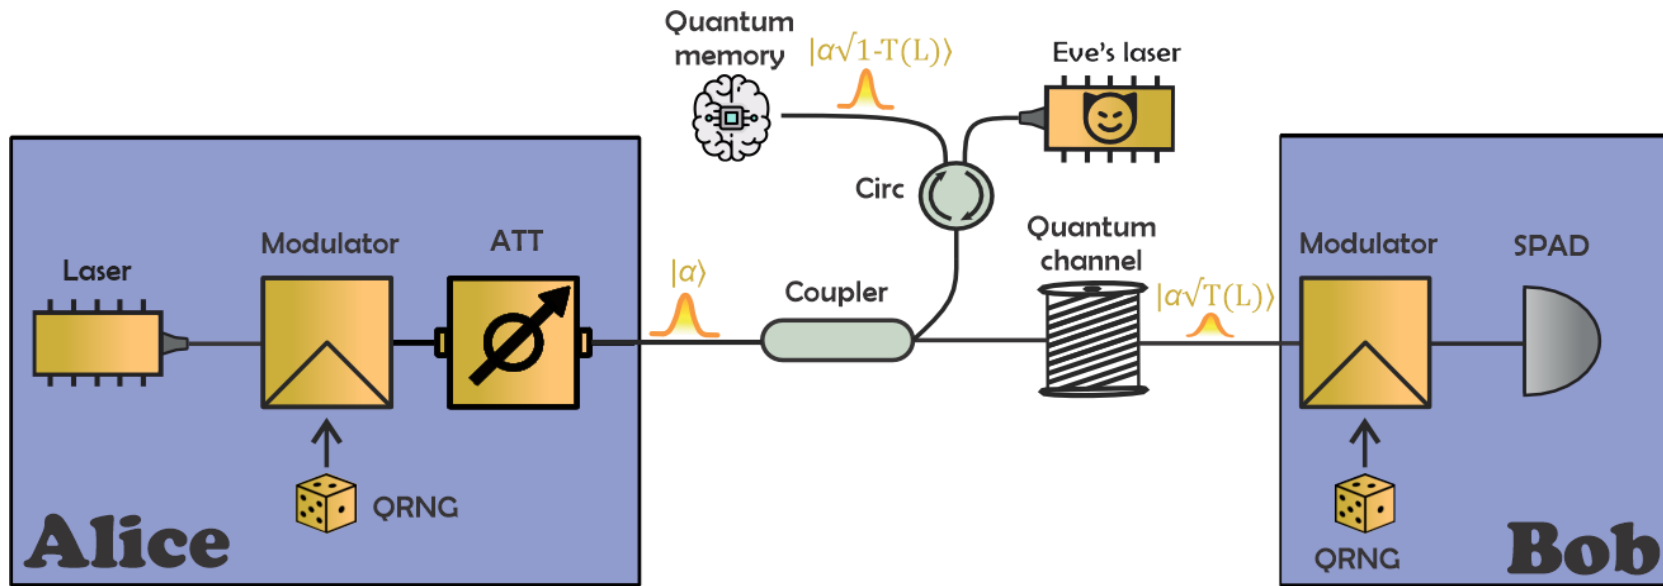 Quantum
memory
|α√1-T(L)⟩
Eve's laser
Circ
Laser
Modulator
ATT
|α⟩
Coupler
Quantum
channel
|α√T(L)⟩
Modulator
SPAD
QRNG
Alice
QRNG
Bob